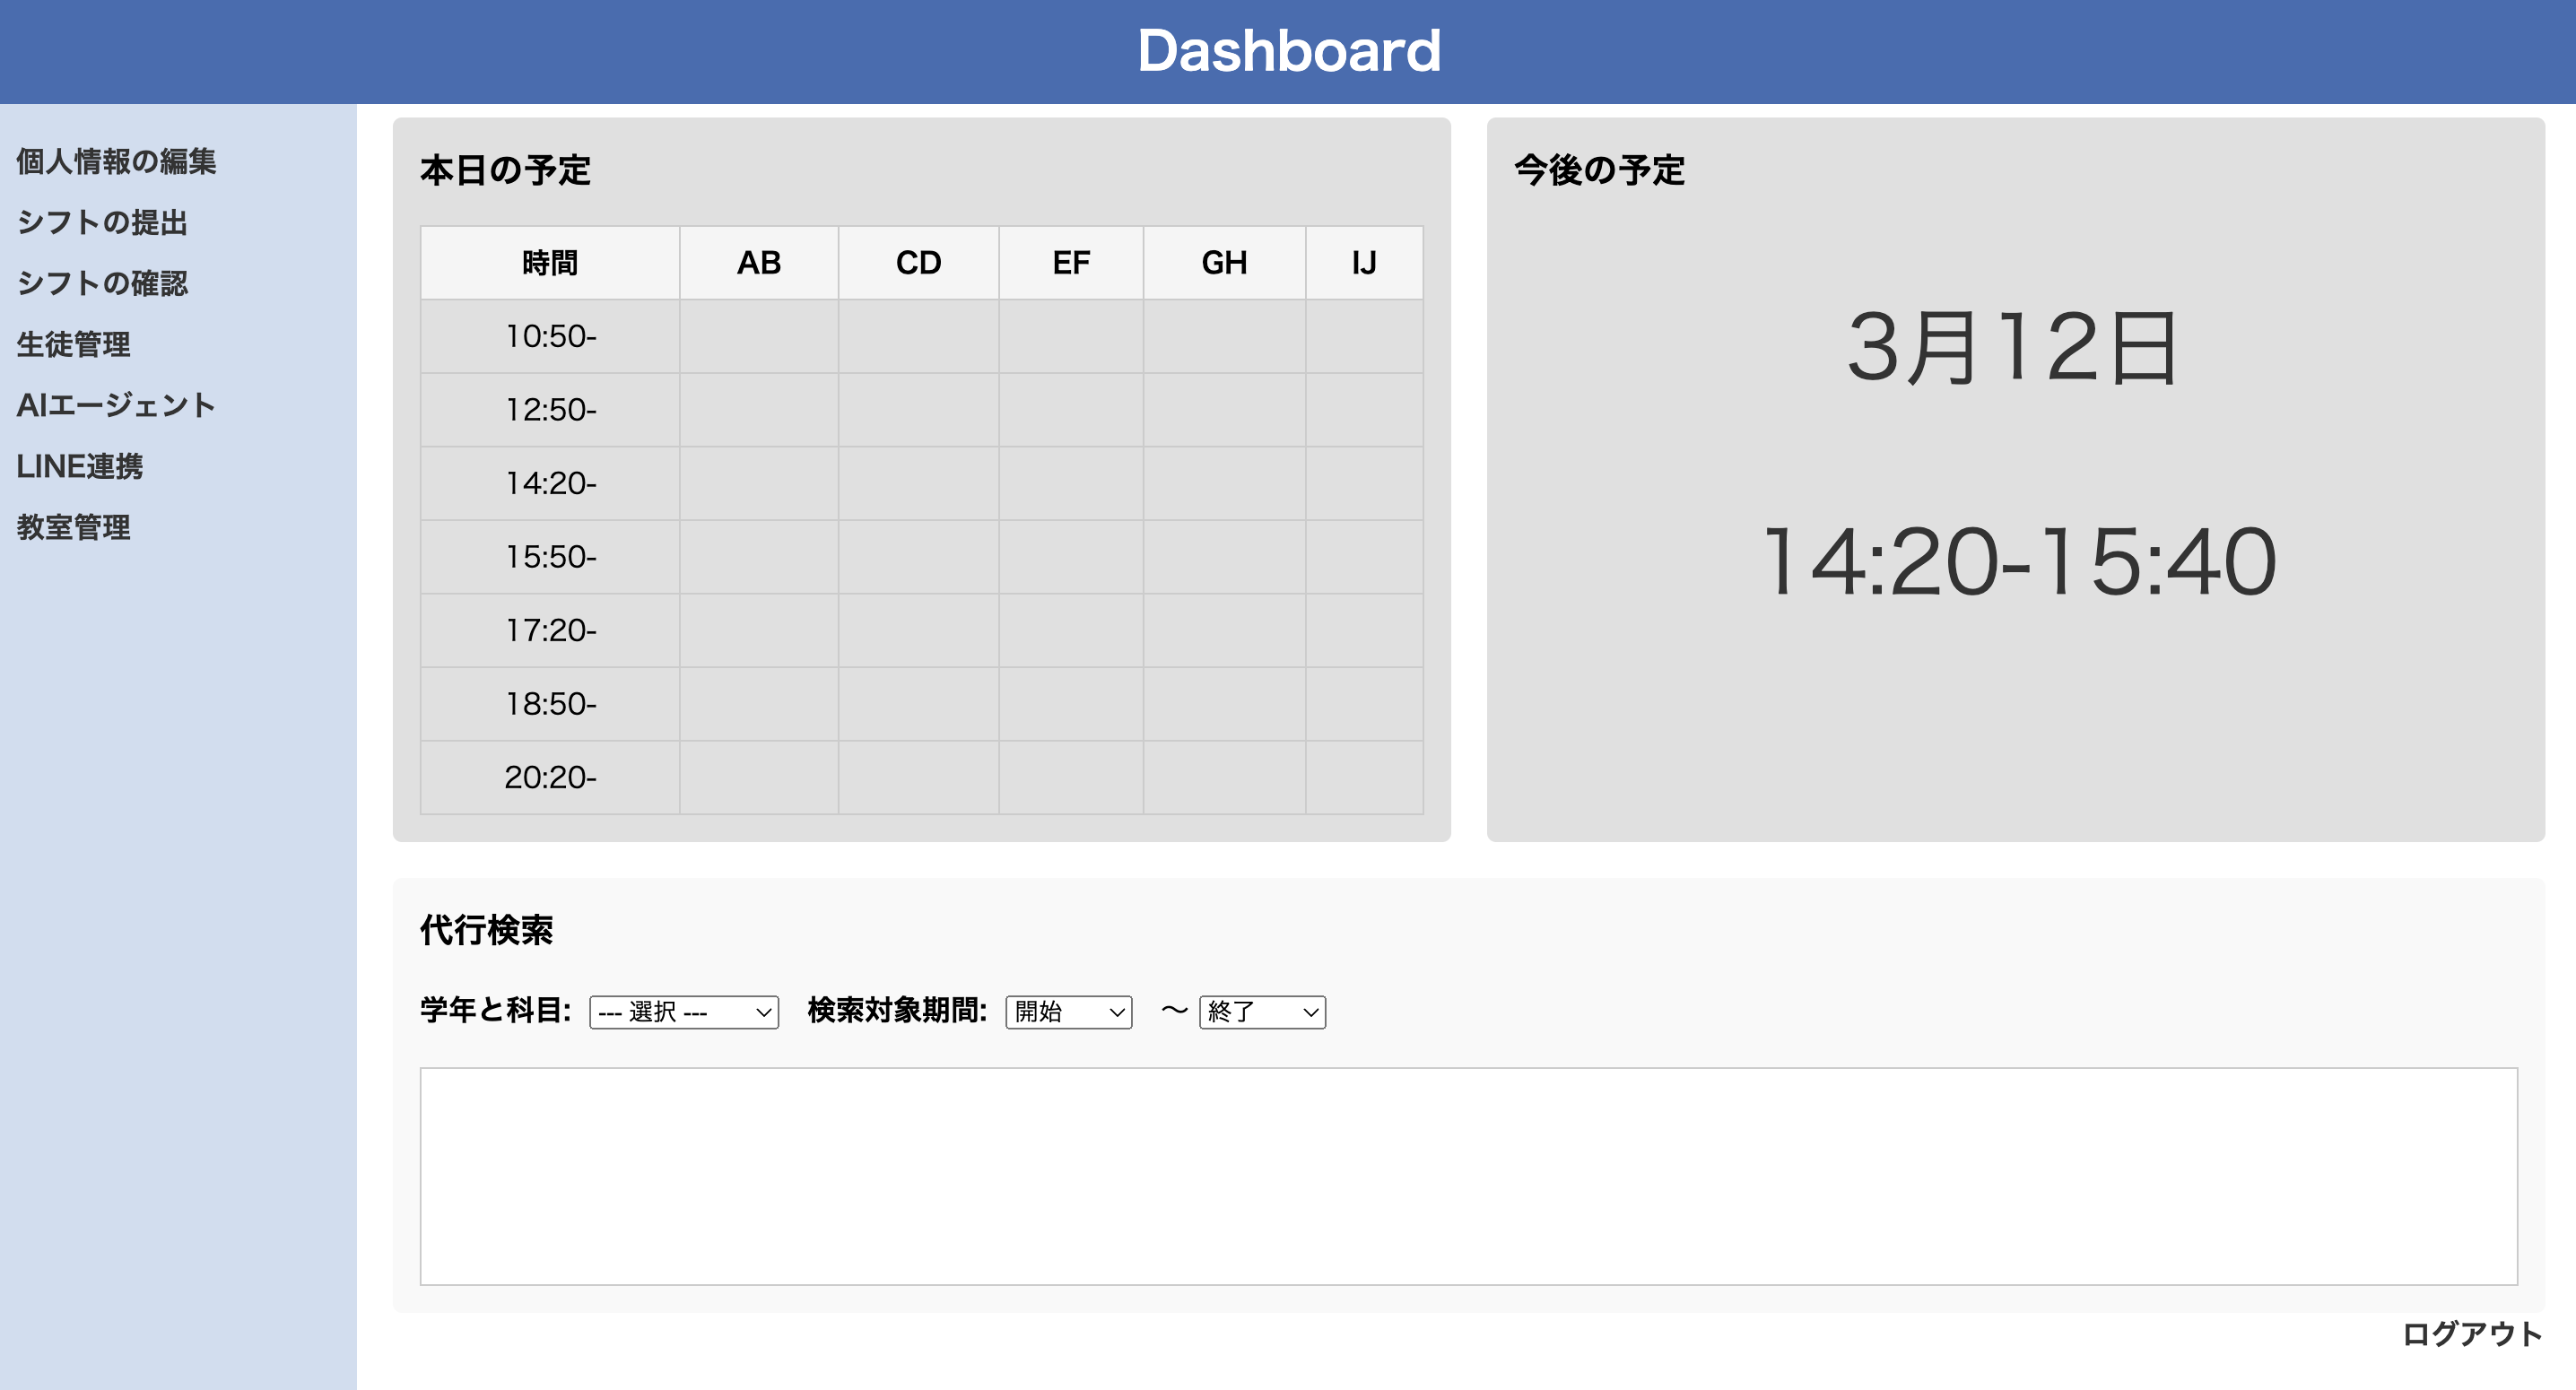 Dashboard
個人情報の編集
シフトの提出
シフトの確認
生徒管理
AIエージェント
LINE連携
教室管理
本日の予定
時間 AB CD EF GH IJ
10:50-
12:50-
14:20-
15:50-
17:20-
18:50-
20:20-
今後の予定
3月12日
14:20-15:40
代行検索
学年と科目: --- 選択 --- 検索対象期間: 開始 〜 終了
ログアウト